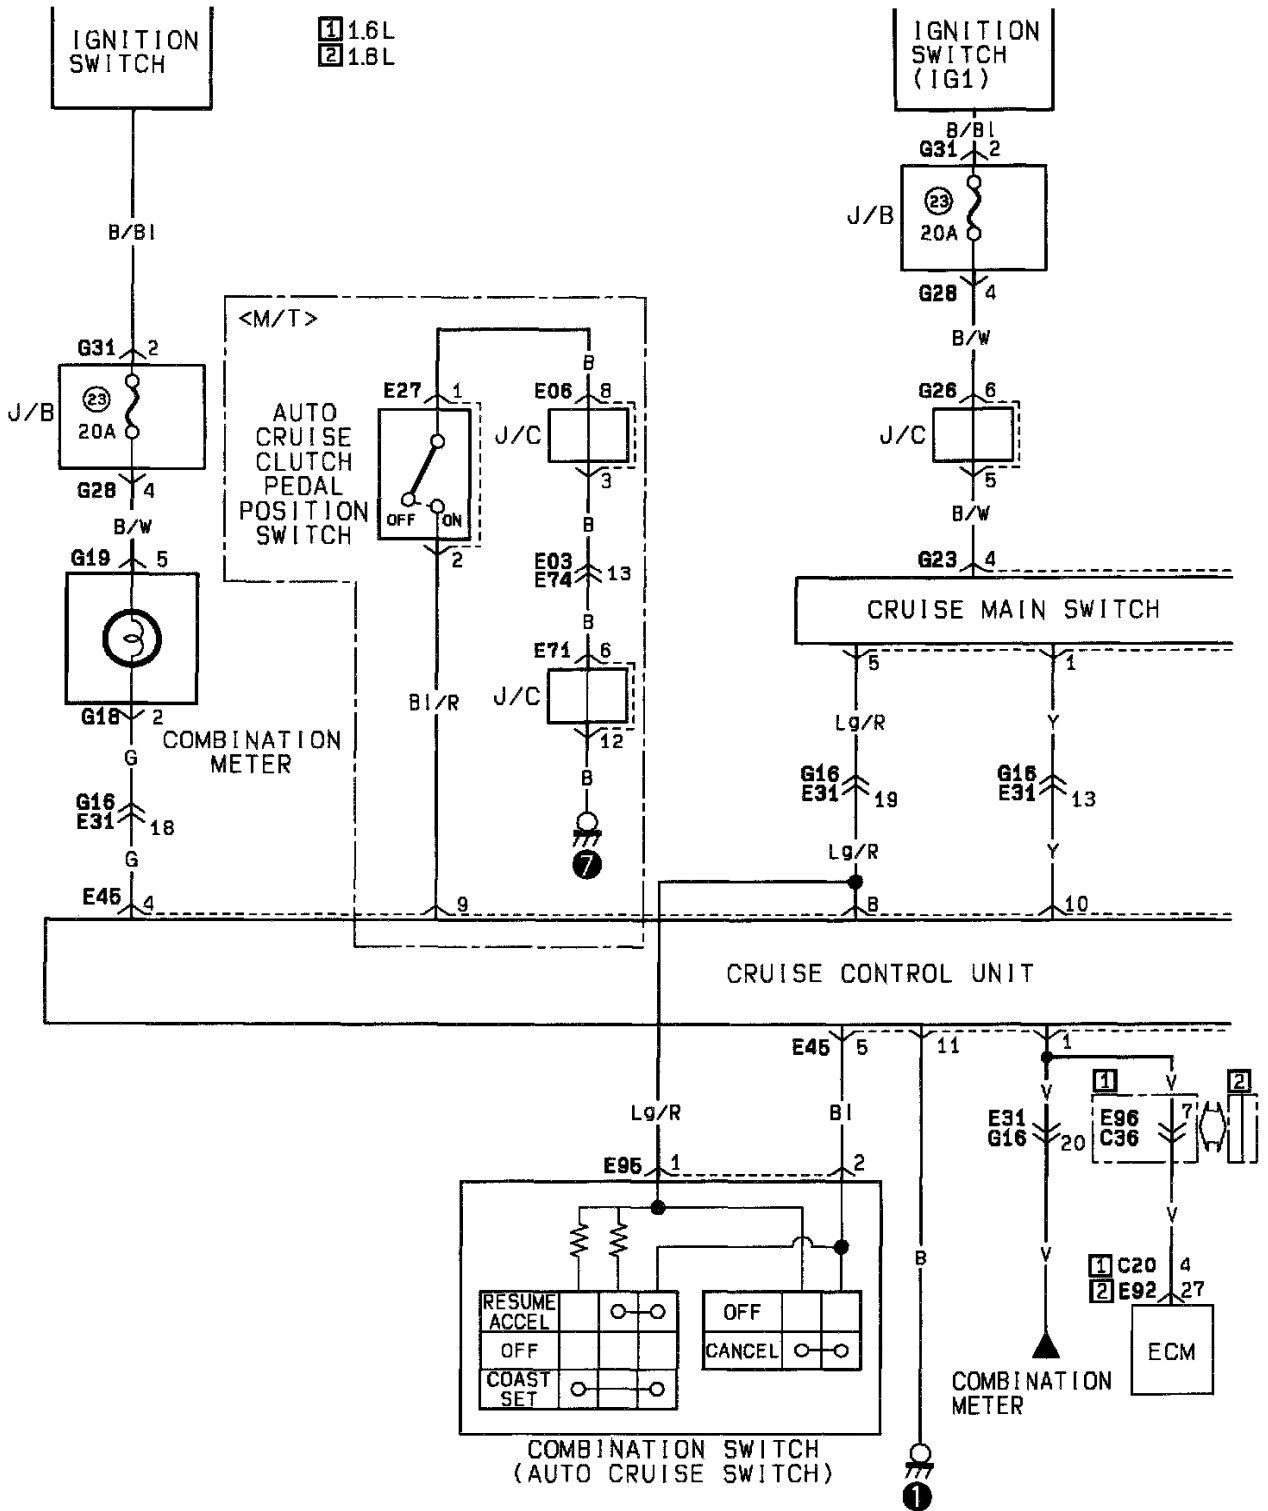 IGNITION
SWITCH
1 1.6L
2 1.8L
IGNITION
SWITCH
(IG1)
B/Bl
G31 2
J/B
23
20A
G28 4
B/W
B/Bl
<M/T>
G31 2
J/B
23
20A
G28 4
B/W
G19 5
G18 2
COMBINATION
METER
G
G16
E31 18
G
E45 4
AUTO
CRUISE
CLUTCH
PEDAL
POSITION
SWITCH
E27 1
OFF ON
2
Bl/R
9
B
E06 8
J/C
3
B
E03
E74 13
B
E71 6
J/C
12
B
7
G26 6
J/C
5
B/W
G23 4
CRUISE MAIN SWITCH
5 1
Lg/R Y
G16
E31 19
G16
E31 13
Lg/R Y
8 10
CRUISE CONTROL UNIT
E45 5 11 1
Lg/R Bl
V V
E31
G16 20
1
E96
C36
7
2
E95 1 2
B V V
RESUME
ACCEL
OFF
COAST
SET
OFF
CANCEL
1 C20 4
2 E92 27
ECM
COMBINATION
METER
COMBINATION SWITCH
(AUTO CRUISE SWITCH)
1